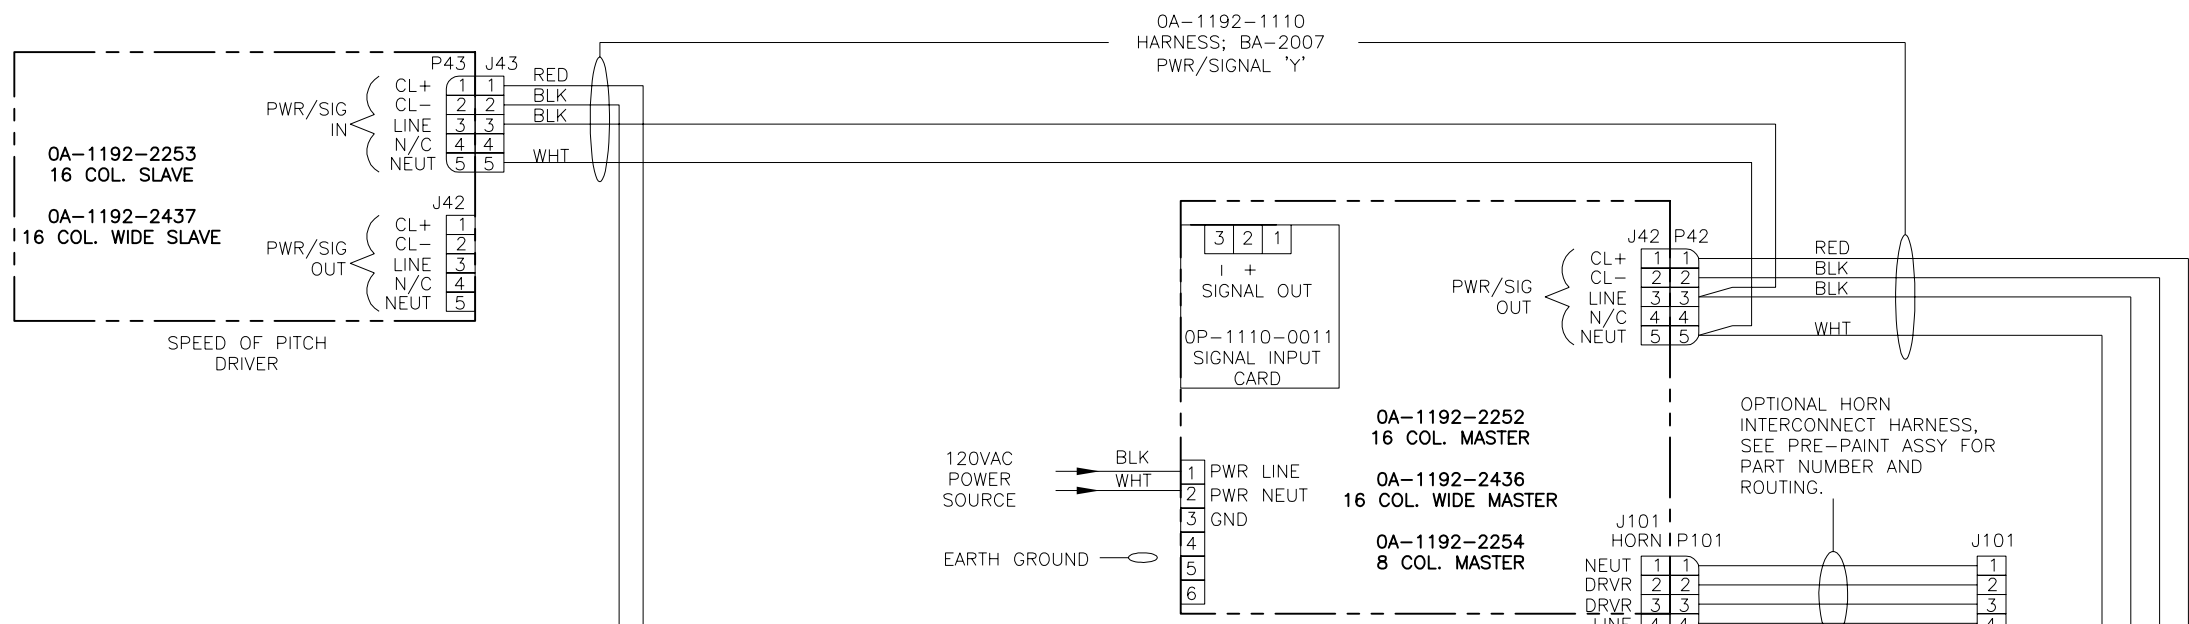 0A-1192-1110
HARNESS; BA-2007
PWR/SIGNAL 'Y'
P43 J43
CL+ 1 1 RED
CL- 2 2 BLK
LINE 3 3 BLK
N/C 4 4
NEUT 5 5 WHT
PWR/SIG
IN
0A-1192-2253
16 COL. SLAVE
0A-1192-2437
16 COL. WIDE SLAVE
J42
CL+ 1
CL- 2
LINE 3
N/C 4
NEUT 5
PWR/SIG
OUT
SPEED OF PITCH
DRIVER
3 2 1
- +
SIGNAL OUT
0P-1110-0011
SIGNAL INPUT
CARD
J42 P42
CL+ 1 1 RED
CL- 2 2 BLK
LINE 3 3 BLK
N/C 4 4
NEUT 5 5 WHT
PWR/SIG
OUT
0A-1192-2252
16 COL. MASTER
0A-1192-2436
16 COL. WIDE MASTER
0A-1192-2254
8 COL. MASTER
120VAC
POWER
SOURCE
BLK
WHT
1 PWR LINE
2 PWR NEUT
3 GND
4
5
6
EARTH GROUND
OPTIONAL HORN
INTERCONNECT HARNESS,
SEE PRE-PAINT ASSY FOR
PART NUMBER AND
ROUTING.
J101
HORN P101 J101
NEUT 1 1 1
DRVR 2 2 2
DRVR 3 3 3
LINE 4 4 4